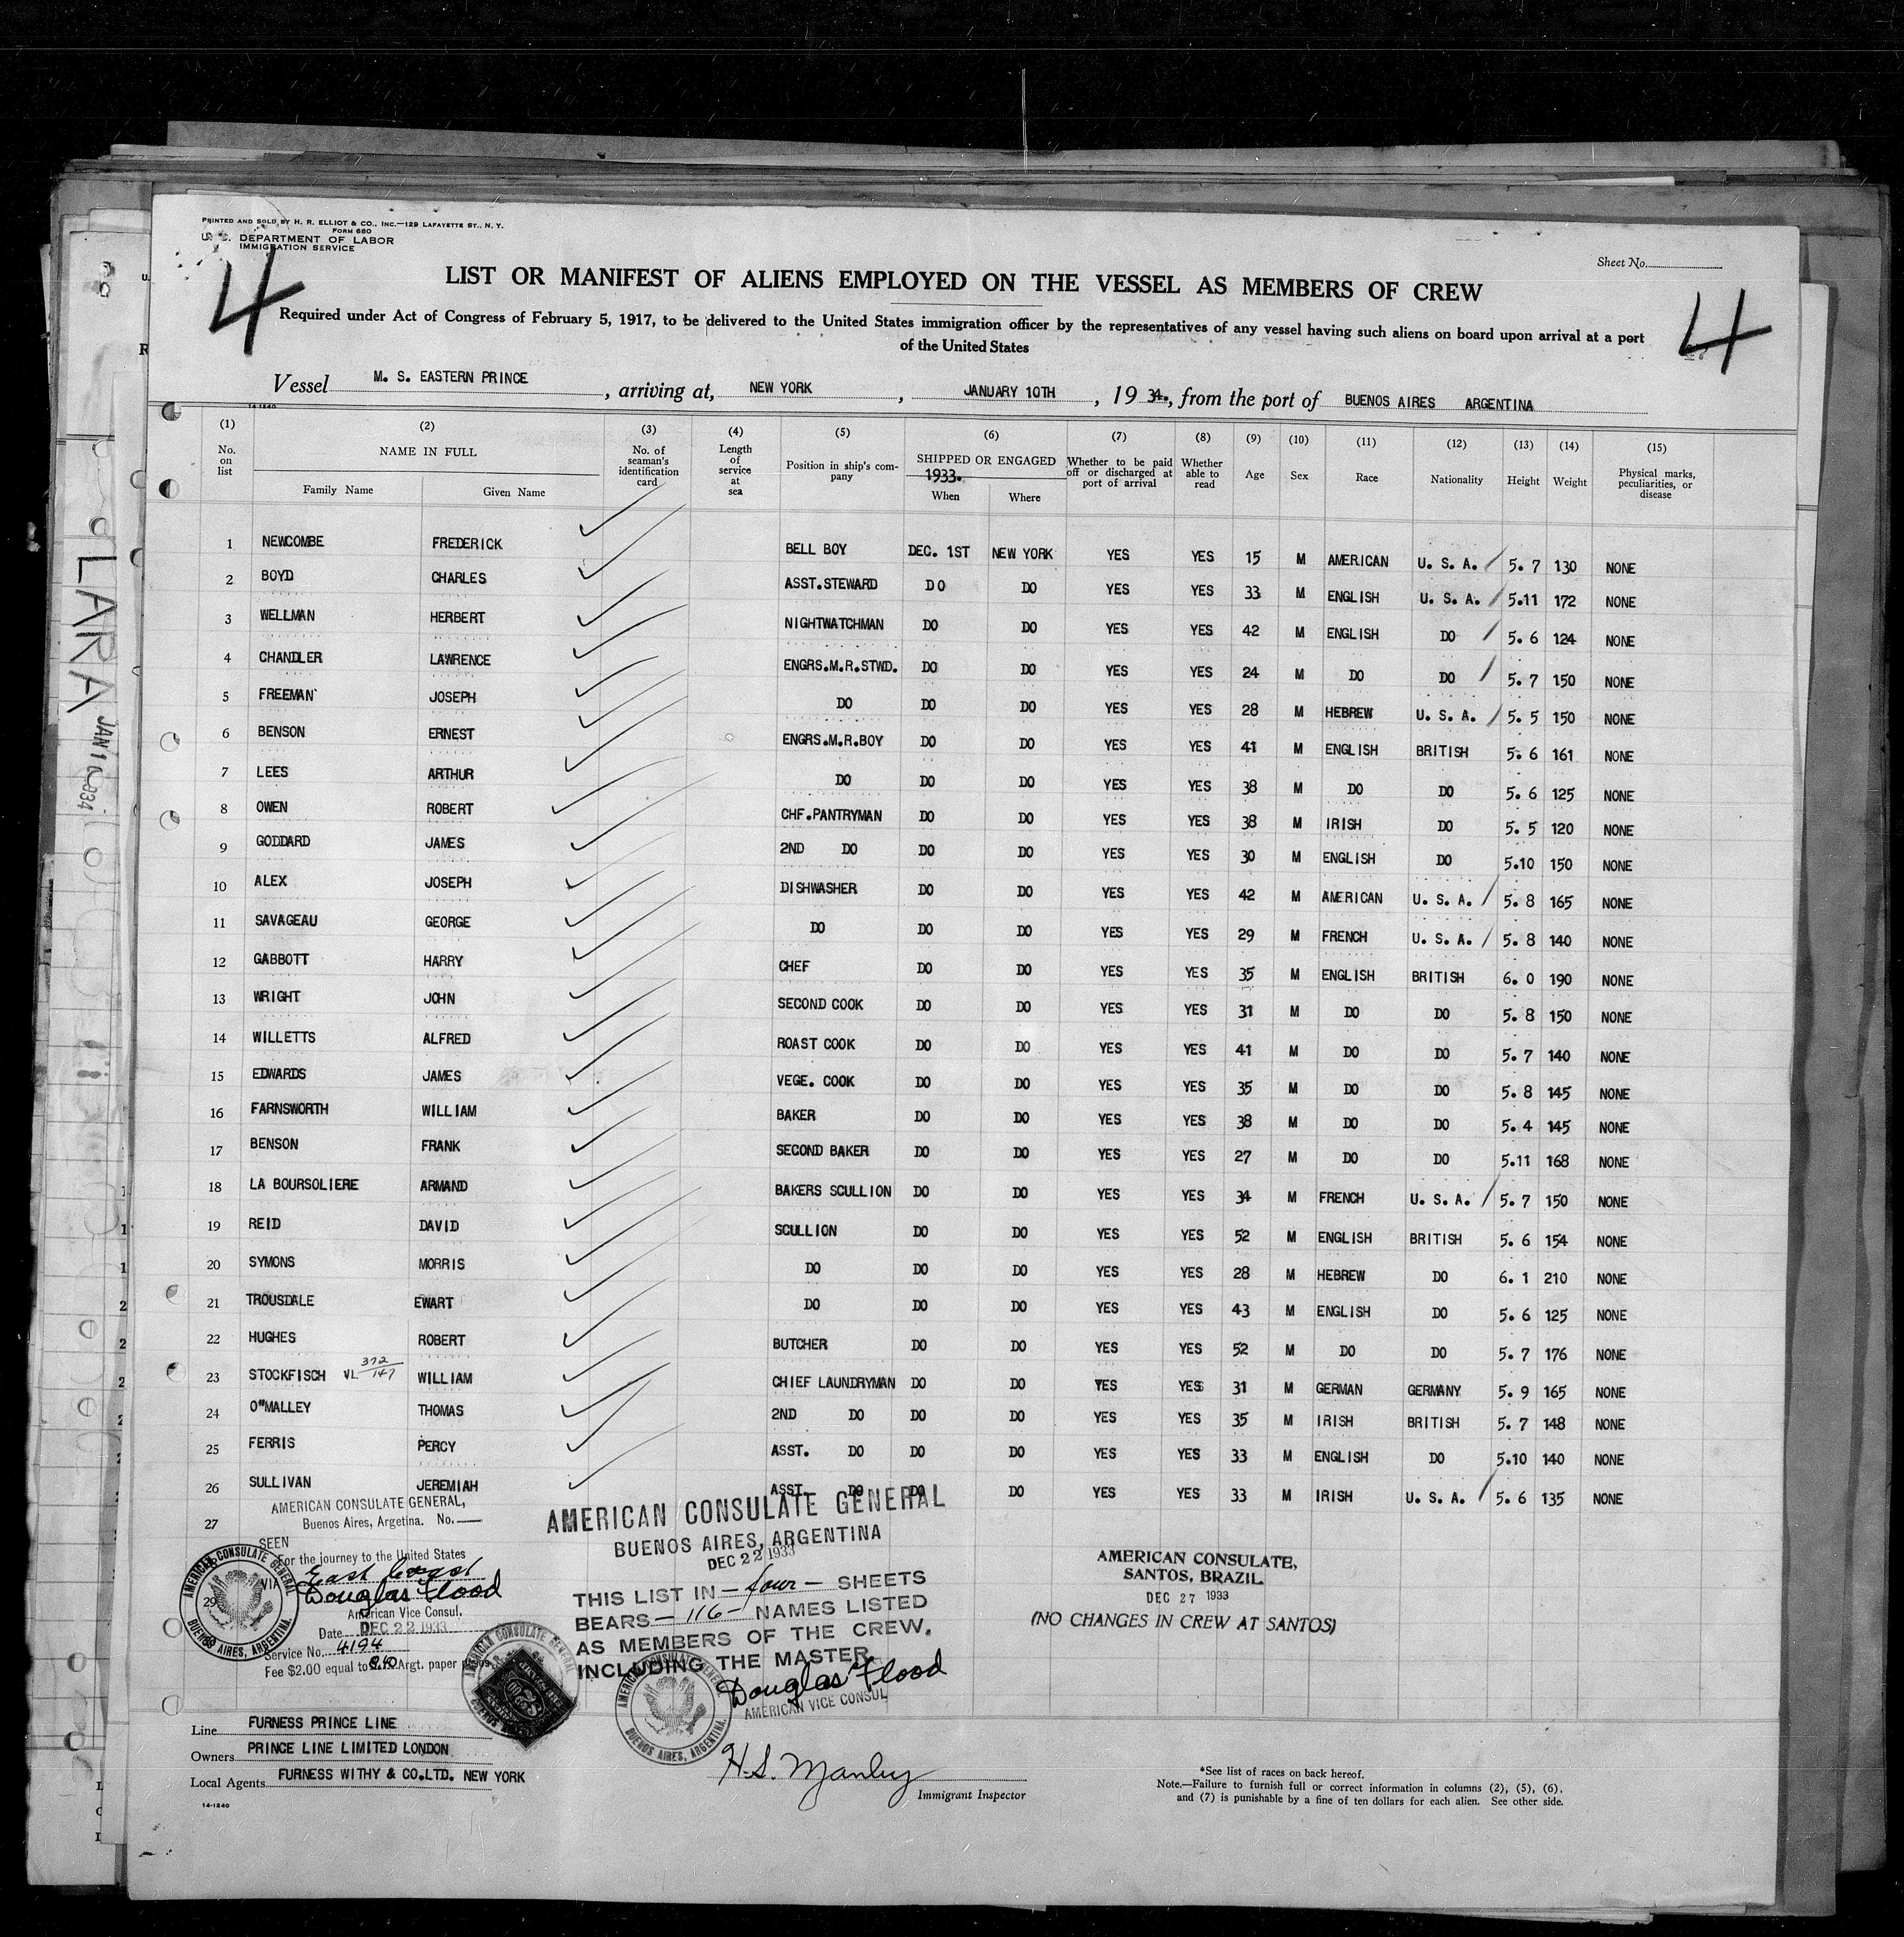 PRINTED AND SOLD BY H. R. ELLIOT & CO., INC.—129 LAFAYETTE ST., N. Y.
FORM 680
U. S. DEPARTMENT OF LABOR
IMMIGRATION SERVICE
4
4
Sheet No.
LIST OR MANIFEST OF ALIENS EMPLOYED ON THE VESSEL AS MEMBERS OF CREW
Required under Act of Congress of February 5, 1917, to be delivered to the United States immigration officer by the representatives of any vessel having such aliens on board upon arrival at a port
of the United States
Vessel M. S. EASTERN PRINCE, arriving at, NEW YORK, JANUARY 10TH, 19 34., from the port of BUENOS AIRES ARGENTINA
14-1240
(1) (2) (3) (4) (5) (6) (7) (8) (9) (10) (11) (12) (13) (14) (15)
No. on list NAME IN FULL Family Name Given Name No. of seaman's identification card Length of service at sea Position in ship's company SHIPPED OR ENGAGED 1933. When Where Whether to be paid off or discharged at port of arrival Whether able to read Age Sex Race Nationality Height Weight Physical marks, peculiarities, or disease
1 NEWCOMBE FREDERICK BELL BOY DEC. 1ST NEW YORK YES YES 15 M AMERICAN U. S. A. 5. 7 130 NONE
2 BOYD CHARLES ASST.STEWARD DO DO YES YES 33 M ENGLISH U. S. A. 5.11 172 NONE
3 WELLMAN HERBERT NIGHTWATCHMAN DO DO YES YES 42 M ENGLISH DO 5. 6 124 NONE
4 CHANDLER LAWRENCE ENGRS.M.R.STWD. DO DO YES YES 24 M DO DO 5. 7 150 NONE
5 FREEMAN JOSEPH DO DO DO YES YES 28 M HEBREW U. S. A. 5. 5 150 NONE
6 BENSON ERNEST ENGRS.M.R.BOY DO DO YES YES 41 M ENGLISH BRITISH 5. 6 161 NONE
7 LEES ARTHUR DO DO DO YES YES 38 M DO DO 5. 6 125 NONE
8 OWEN ROBERT CHF.PANTRYMAN DO DO YES YES 38 M IRISH DO 5. 5 120 NONE
9 GODDARD JAMES 2ND DO DO DO YES YES 30 M ENGLISH DO 5.10 150 NONE
10 ALEX JOSEPH DISHWASHER DO DO YES YES 42 M AMERICAN U. S. A. 5. 8 165 NONE
11 SAVAGEAU GEORGE DO DO DO YES YES 29 M FRENCH U. S. A. 5. 8 140 NONE
12 GABBOTT HARRY CHEF DO DO YES YES 35 M ENGLISH BRITISH 6. 0 190 NONE
13 WRIGHT JOHN SECOND COOK DO DO YES YES 31 M DO DO 5. 8 150 NONE
14 WILLETTS ALFRED ROAST COOK DO DO YES YES 41 M DO DO 5. 7 140 NONE
15 EDWARDS JAMES VEGE. COOK DO DO YES YES 35 M DO DO 5. 8 145 NONE
16 FARNSWORTH WILLIAM BAKER DO DO YES YES 38 M DO DO 5. 4 145 NONE
17 BENSON FRANK SECOND BAKER DO DO YES YES 27 M DO DO 5.11 168 NONE
18 LA BOURSOLIERE ARMAND BAKERS SCULLION DO DO YES YES 34 M FRENCH U. S. A. 5. 7 150 NONE
19 REID DAVID SCULLION DO DO YES YES 52 M ENGLISH BRITISH 5. 6 154 NONE
20 SYMONS MORRIS DO DO DO YES YES 28 M HEBREW DO 6. 1 210 NONE
21 TROUSDALE EWART DO DO DO YES YES 43 M ENGLISH DO 5. 6 125 NONE
22 HUGHES ROBERT BUTCHER DO DO YES YES 52 M DO DO 5. 7 176 NONE
23 STOCKFISCH VL 372/147 WILLIAM CHIEF LAUNDRYMAN DO DO YES YES 31 M GERMAN GERMANY 5. 9 165 NONE
24 O"MALLEY THOMAS 2ND DO DO DO YES YES 35 M IRISH BRITISH 5. 7 148 NONE
25 FERRIS PERCY ASST. DO DO DO YES YES 33 M ENGLISH DO 5.10 140 NONE
26 SULLIVAN JEREMIAH ASST. DO DO DO YES YES 33 M IRISH U. S. A. 5. 6 135 NONE
27
29
AMERICAN CONSULATE GENERAL,
Buenos Aires, Argetina. No.
SEEN
For the journey to the United States
VIA East Coast
Douglas Flood
American Vice Consul.
Date DEC 22 1933
Service No. 4194
Fee $2.00 equal to Argt. paper
AMERICAN CONSULATE GENERAL
BUENOS AIRES, ARGENTINA.
AMERICAN CONSULATE GENERAL
BUENOS AIRES, ARGENTINA
DEC 22 1933
THIS LIST IN — four — SHEETS
BEARS — 116 — NAMES LISTED
AS MEMBERS OF THE CREW,
INCLUDING THE MASTER
Douglas Flood
AMERICAN VICE CONSUL
AMERICAN CONSULATE GENERAL
BUENOS AIRES, ARGENTINA.
AMERICAN CONSULATE,
SANTOS, BRAZIL
DEC 27 1933
(NO CHANGES IN CREW AT SANTOS)
Line FURNESS PRINCE LINE
Owners PRINCE LINE LIMITED LONDON
Local Agents FURNESS WITHY & CO.LTD. NEW YORK
14-1240
H.S. Manley
Immigrant Inspector
*See list of races on back hereof.
Note.—Failure to furnish full or correct information in columns (2), (5), (6),
and (7) is punishable by a fine of ten dollars for each alien. See other side.
LARA